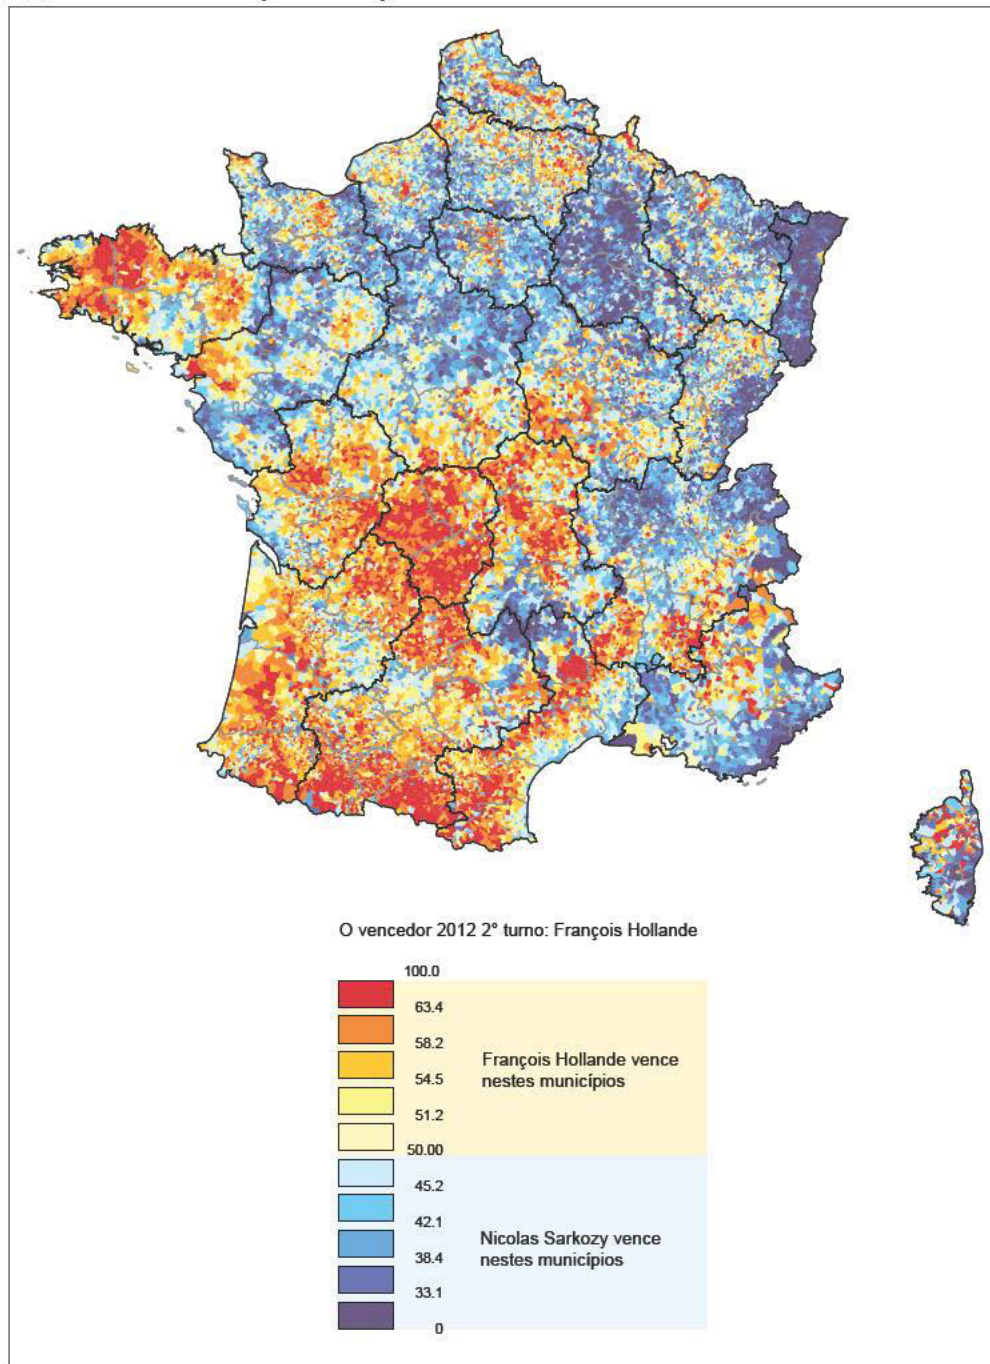 O vencedor 2012 2° turno: François Hollande
100.0
63.4
58.2
54.5
51.2
50.00
45.2
42.1
38.4
33.1
0
François Hollande vence
nestes municípios
Nicolas Sarkozy vence
nestes municípios